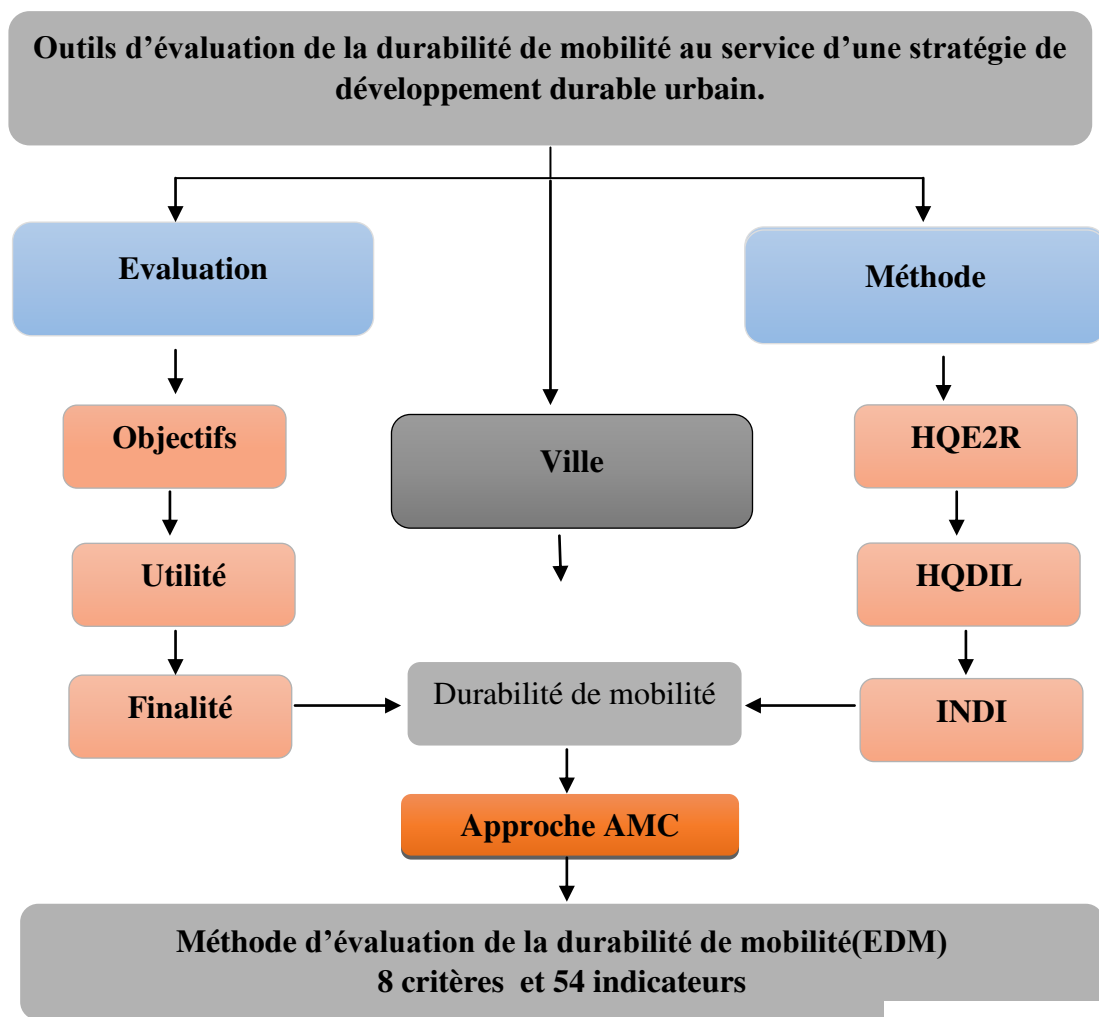 Outils d’évaluation de la durabilité de mobilité au service d’une stratégie de
développement durable urbain.
Evaluation
Méthode
Objectifs
Ville
HQE2R
Utilité
HQDIL
Finalité
Durabilité de mobilité
INDI
Approche AMC
Méthode d’évaluation de la durabilité de mobilité(EDM)
8 critères et 54 indicateurs